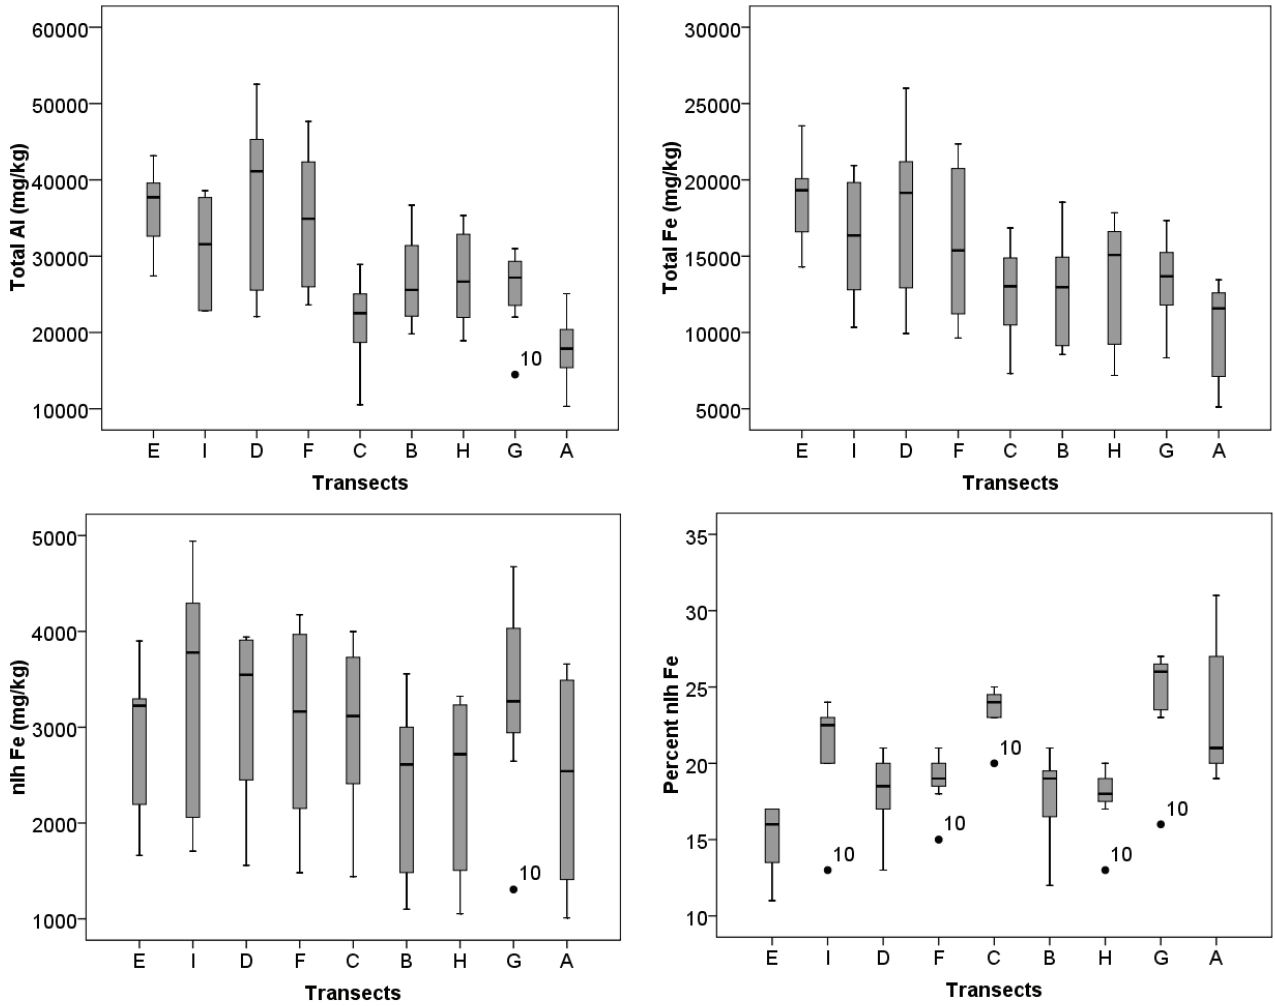 60000
50000
40000
30000
20000
10000
Total Al (mg/kg)
10
E I D F C B H G A
Transects
30000
25000
20000
15000
10000
5000
Total Fe (mg/kg)
E I D F C B H G A
Transects
5000
4000
3000
2000
1000
nlh Fe (mg/kg)
10
E I D F C B H G A
Transects
35
30
25
20
15
10
Percent nlh Fe
10
10
10
10
10
E I D F C B H G A
Transects